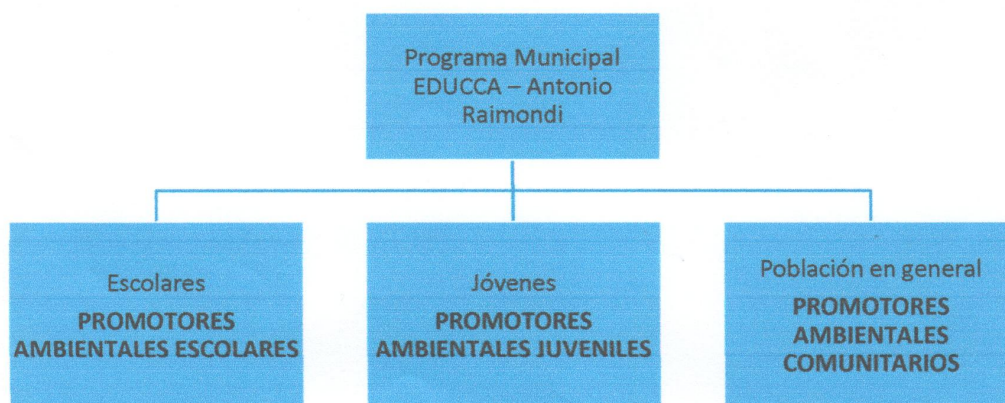 Programa Municipal
EDUCCA – Antonio
Raimondi
Escolares
PROMOTORES
AMBIENTALES ESCOLARES
Jóvenes
PROMOTORES
AMBIENTALES JUVENILES
Población en general
PROMOTORES
AMBIENTALES
COMUNITARIOS